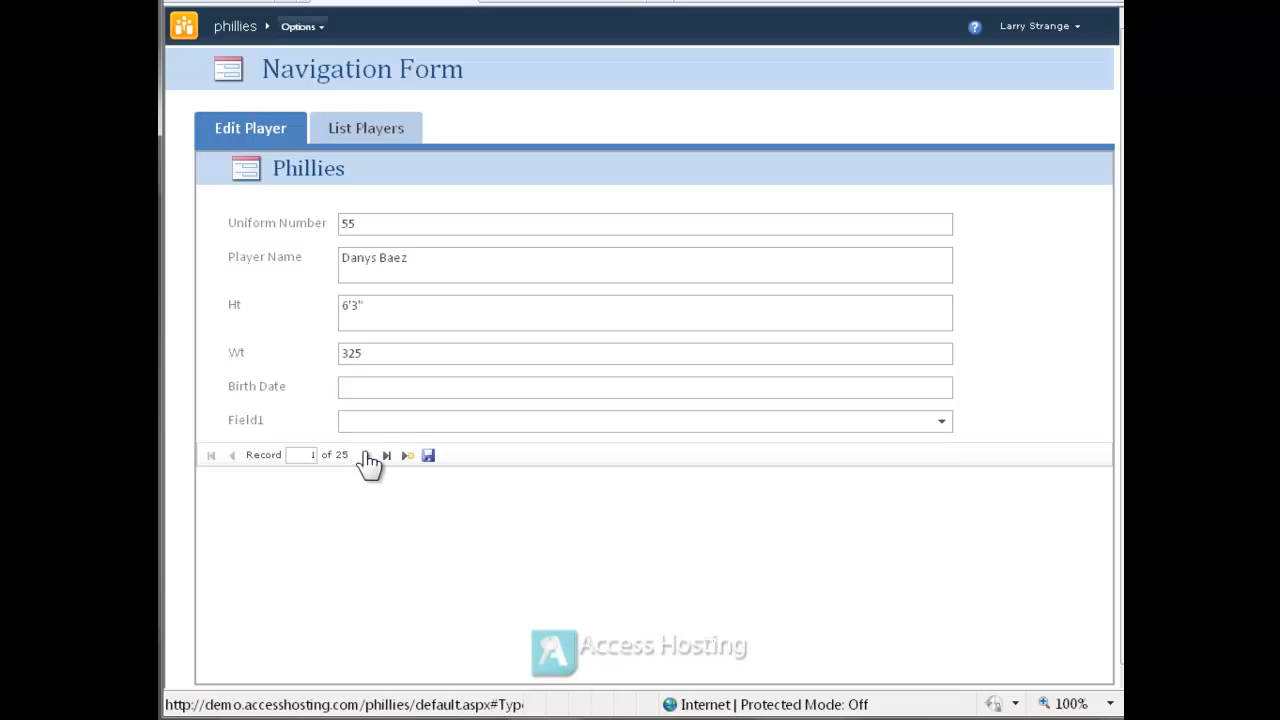 phillies Options Larry Strange
Navigation Form
Edit Player List Players
Phillies
Uniform Number 55
Player Name Danys Baez
Ht 6'3"
Wt 325
Birth Date
Field1
Record 1 of 25
Access Hosting
http://demo.accesshosting.com/phillies/default.aspx#Typ Internet | Protected Mode: Off 100%